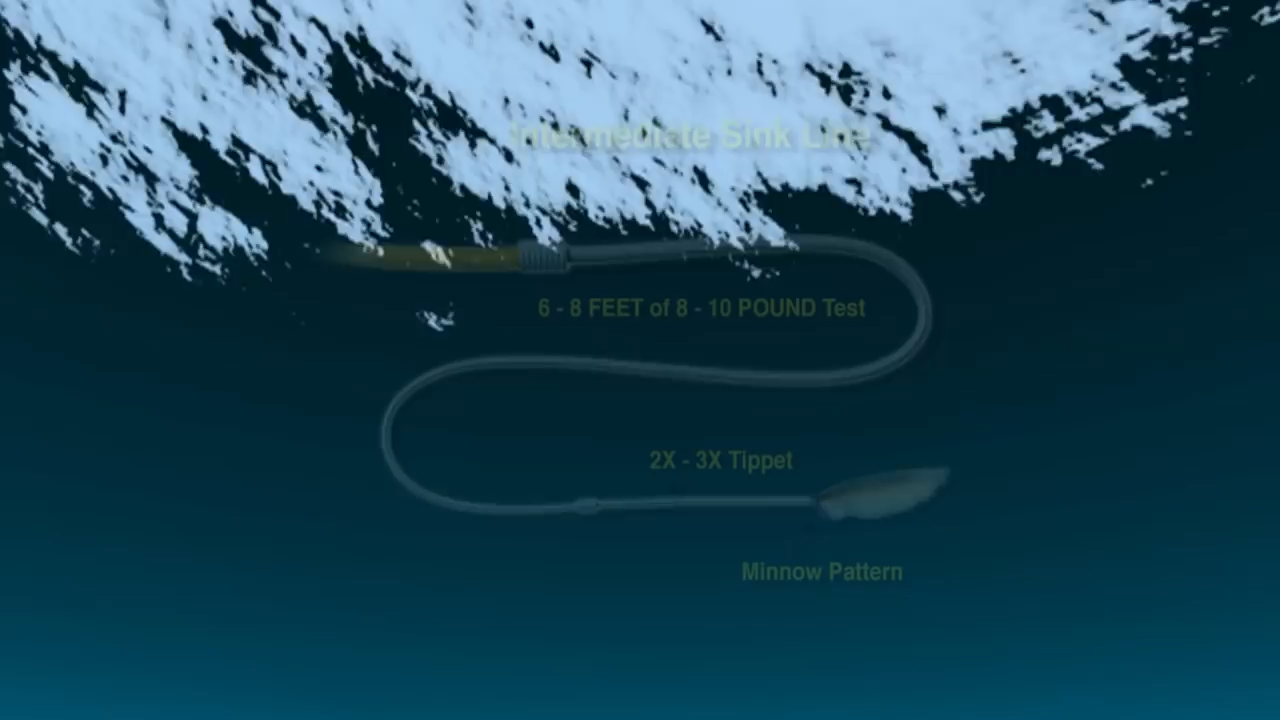 Intermediate Sink Line
6 - 8 FEET of 8 - 10 POUND Test
2X - 3X Tippet
Minnow Pattern